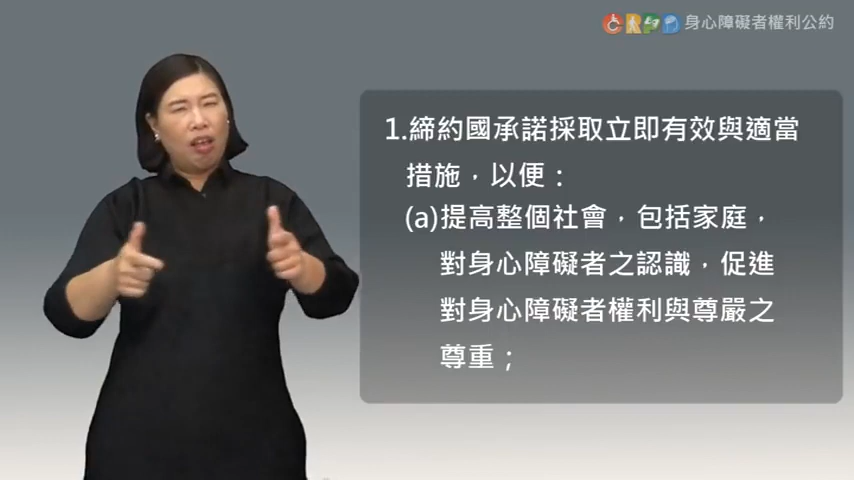 CRPD 身心障礙者權利公約
1.締約國承諾採取立即有效與適當
措施，以便：
(a)提高整個社會，包括家庭，
對身心障礙者之認識，促進
對身心障礙者權利與尊嚴之
尊重；